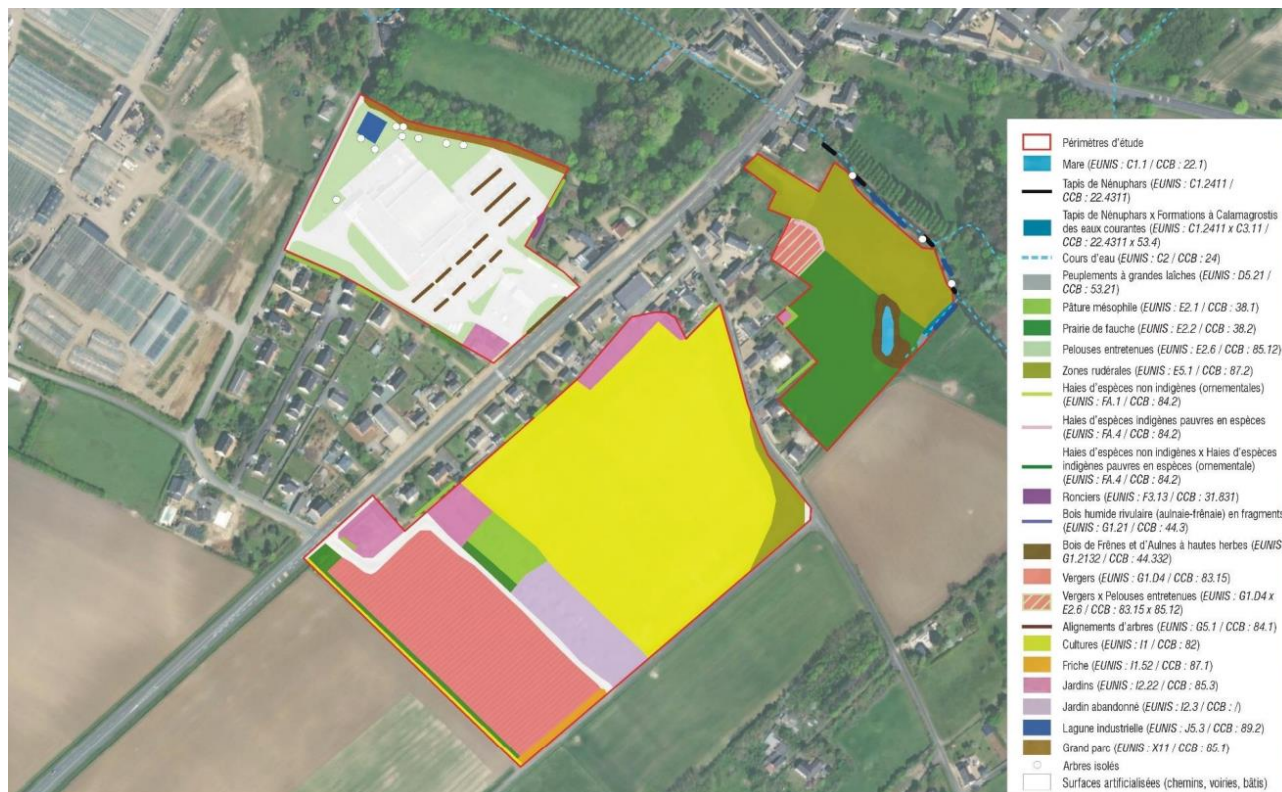 Périmètres d'étude
Mare (EUNIS : C1.1 / CCB : 22.1)
Tapis de Nénuphars (EUNIS : C1.2411 /
CCB : 22.4311)
Tapis de Nénuphars x Formations à Calamagrostis
des eaux courantes (EUNIS : C1.2411 x C3.11 /
CCB : 22.4311 x 53.4)
Cours d'eau (EUNIS : C2 / CCB : 24)
Peuplements à grandes laîches (EUNIS : D5.21 /
CCB : 53.21)
Pâture mésophile (EUNIS : E2.1 / CCB : 38.1)
Prairie de fauche (EUNIS : E2.2 / CCB : 38.2)
Pelouses entretenues (EUNIS : E2.6 / CCB : 85.12)
Zones rudérales (EUNIS : E5.1 / CCB : 87.2)
Haies d'espèces non indigènes (ornementales)
(EUNIS : FA.1 / CCB : 84.2)
Haies d'espèces indigènes pauvres en espèces
(EUNIS : FA.4 / CCB : 84.2)
Haies d'espèces non indigènes x Haies d'espèces
indigènes pauvres en espèces (ornementale)
(EUNIS : FA.4 / CCB : 84.2)
Ronciers (EUNIS : F3.13 / CCB : 31.831)
Bois humide rivulaire (aulnaie-frênaie) en fragments
(EUNIS : G1.21 / CCB : 44.3)
Bois de Frênes et d'Aulnes à hautes herbes (EUNIS
G1.2132 / CCB : 44.332)
Vergers (EUNIS : G1.D4 / CCB : 83.15)
Vergers x Pelouses entretenues (EUNIS : G1.D4 x
E2.6 / CCB : 83.15 x 85.12)
Alignements d'arbres (EUNIS : G5.1 / CCB : 84.1)
Cultures (EUNIS : I1 / CCB : 82)
Friche (EUNIS : I1.52 / CCB : 87.1)
Jardins (EUNIS : I2.22 / CCB : 85.3)
Jardin abandonné (EUNIS : I2.3 / CCB : /)
Lagune industrielle (EUNIS : J5.3 / CCB : 89.2)
Grand parc (EUNIS : X11 / CCB : 85.1)
Arbres isolés
Surfaces artificialisées (chemins, voiries, bâtis)